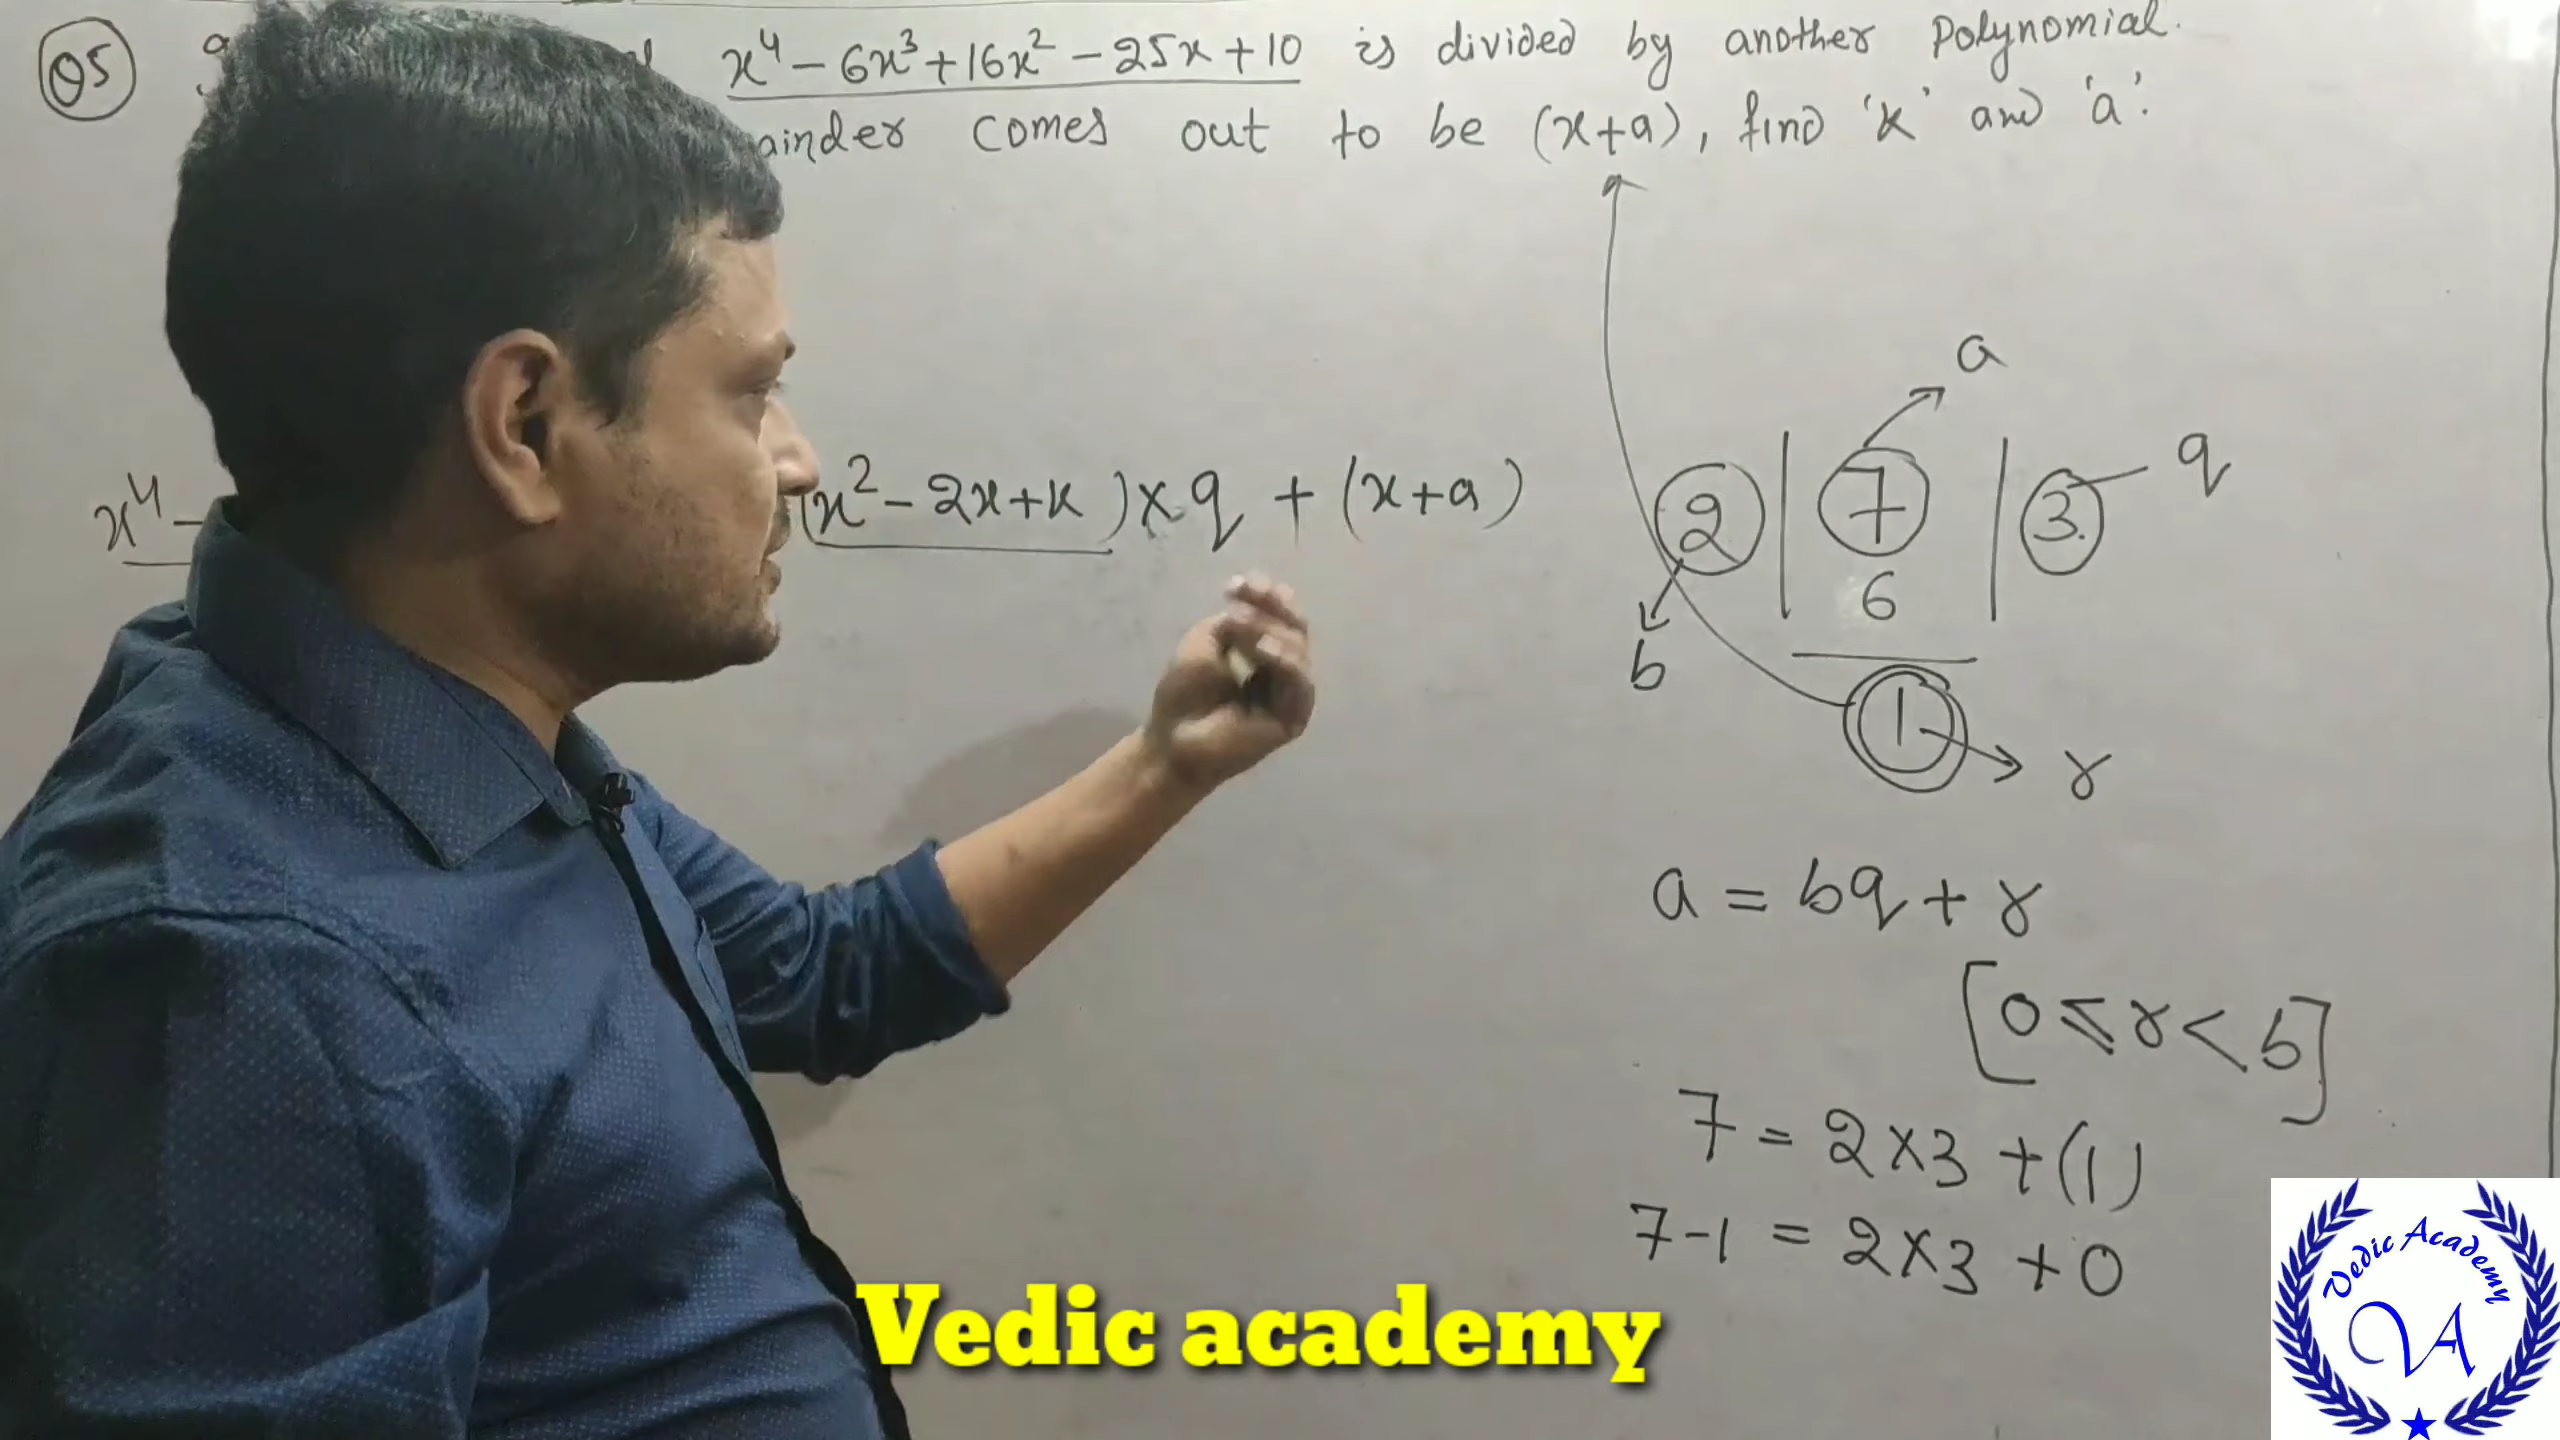 Q5 x⁴ - 6x³ + 16x² - 25x + 10 is divided by another polynomial.
ainder comes out to be (x+a), find 'k' and 'a'.
a
x⁴ - (x² - 2x + k) × q + (x + a)
2 | 7 | 3 q
6
b
1 r
a = bq + r
[0 ≤ r < b]
7 = 2×3 + (1)
7-1 = 2×3 + 0
Vedic academy
Vedic Academy
VA